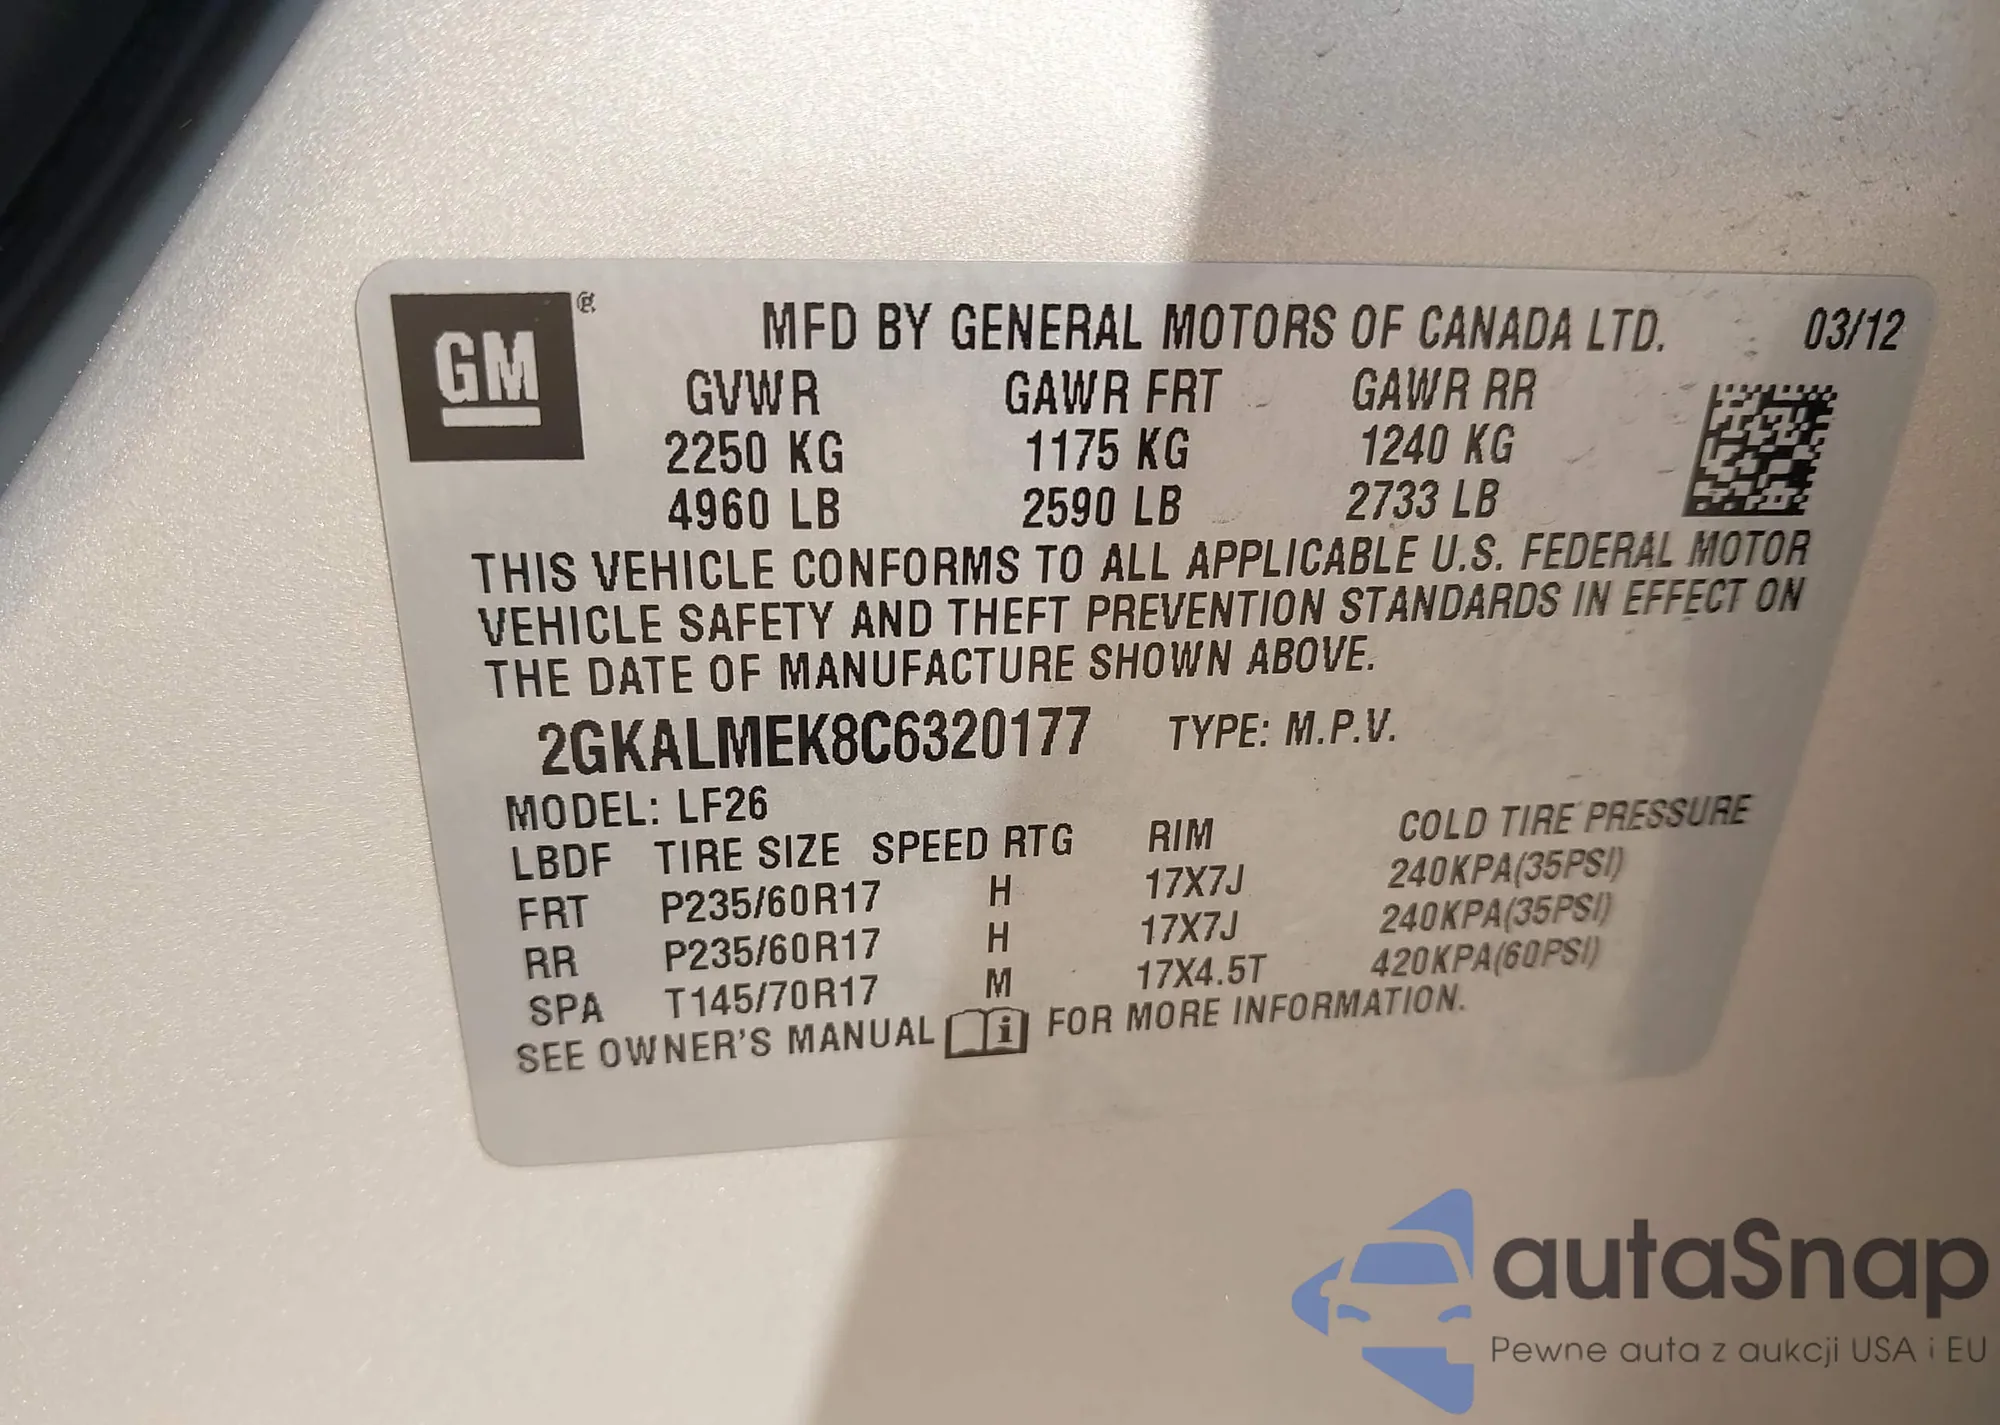 GM
MFD BY GENERAL MOTORS OF CANADA LTD. 03/12
GVWR GAWR FRT GAWR RR
2250 KG 1175 KG 1240 KG
4960 LB 2590 LB 2733 LB
THIS VEHICLE CONFORMS TO ALL APPLICABLE U.S. FEDERAL MOTOR
VEHICLE SAFETY AND THEFT PREVENTION STANDARDS IN EFFECT ON
THE DATE OF MANUFACTURE SHOWN ABOVE.
2GKALMEK8C6320177 TYPE: M.P.V.
MODEL: LF26
LBDF TIRE SIZE SPEED RTG RIM COLD TIRE PRESSURE
FRT P235/60R17 H 17X7J 240KPA(35PSI)
RR P235/60R17 H 17X7J 240KPA(35PSI)
SPA T145/70R17 M 17X4.5T 420KPA(60PSI)
SEE OWNER'S MANUAL i FOR MORE INFORMATION.
autaSnap
Pewne auta z aukcji USA i EU